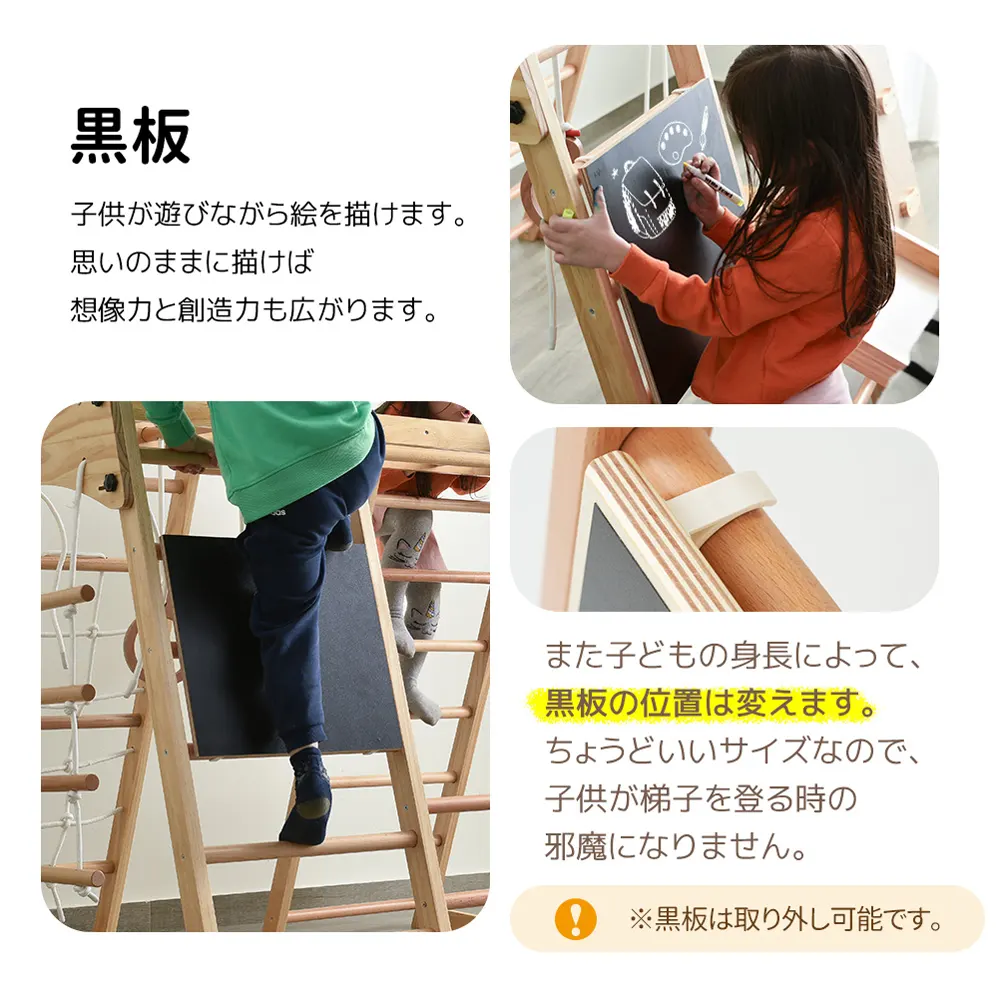 黒板
子供が遊びながら絵を描けます。
思いのままに描けば
想像力と創造力も広がります。
また子どもの身長によって、
黒板の位置は変えます。
ちょうどいいサイズなので、
子供が梯子を登る時の
邪魔になりません。
※黒板は取り外し可能です。